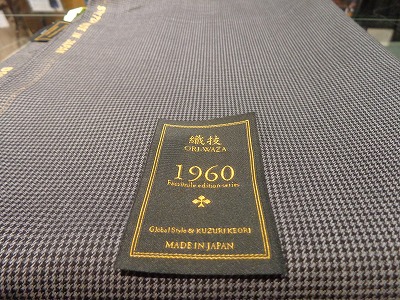 織技
ORI-WAZA
1960
Facsimile edition series
Global Style & KUZURI KEORI
MADE IN JAPAN